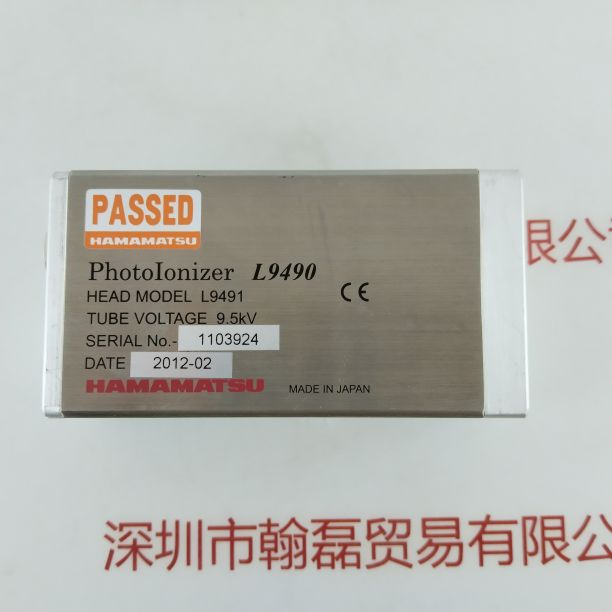 PASSED
HAMAMATSU
PhotoIonizer L9490
HEAD MODEL L9491
TUBE VOLTAGE 9.5kV
SERIAL No.- 1103924
DATE 2012-02
HAMAMATSU
MADE IN JAPAN
CE
限公司
深圳市翰磊贸易有限公